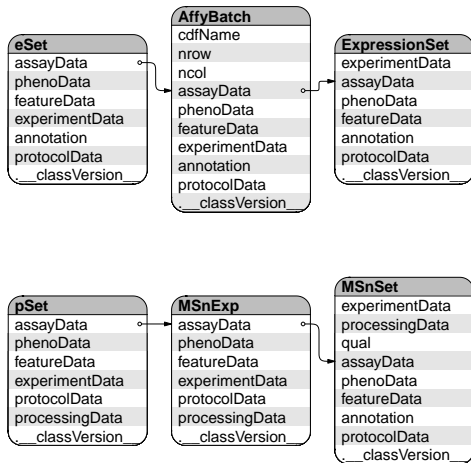 eSet
assayData
phenoData
featureData
experimentData
annotation
protocolData
.__classVersion__
AffyBatch
cdfName
nrow
ncol
assayData
phenoData
featureData
experimentData
annotation
protocolData
.__classVersion__
ExpressionSet
experimentData
assayData
phenoData
featureData
annotation
protocolData
.__classVersion__
pSet
assayData
phenoData
featureData
experimentData
protocolData
processingData
.__classVersion__
MSnExp
assayData
phenoData
featureData
experimentData
protocolData
processingData
.__classVersion__
MSnSet
experimentData
processingData
qual
assayData
phenoData
featureData
annotation
protocolData
.__classVersion__